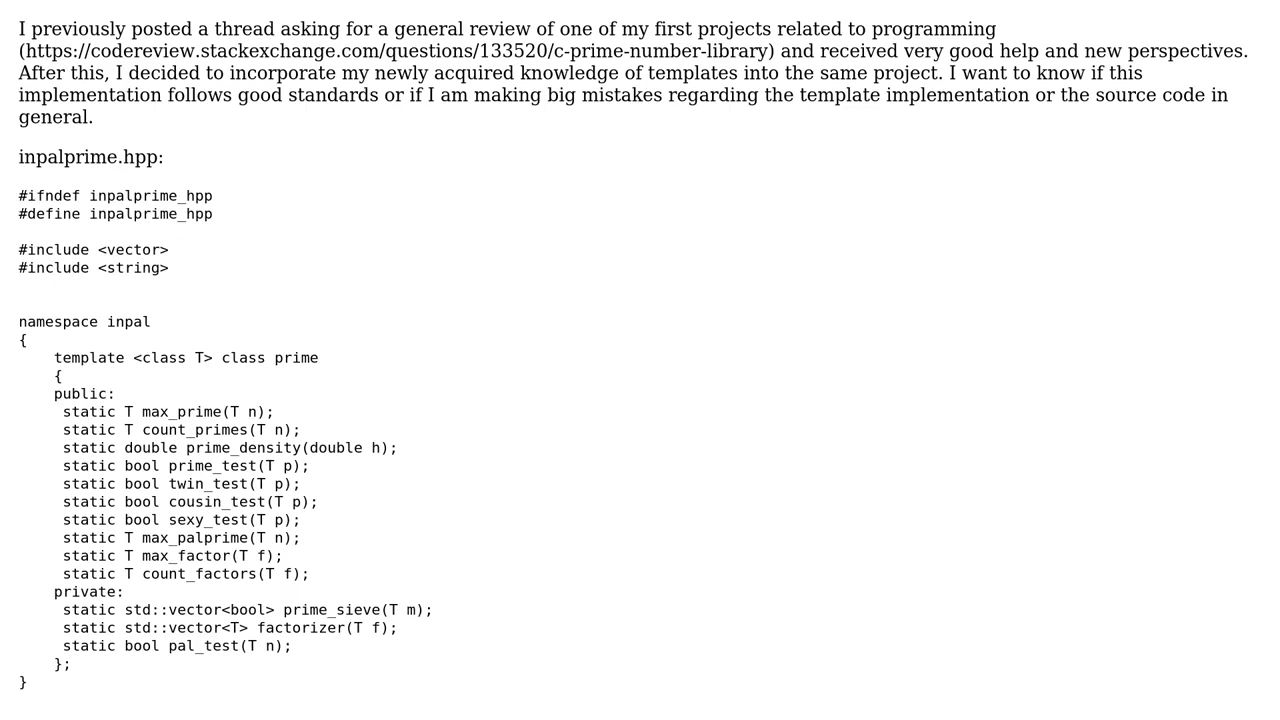 I previously posted a thread asking for a general review of one of my first projects related to programming
(https://codereview.stackexchange.com/questions/133520/c-prime-number-library) and received very good help and new perspectives.
After this, I decided to incorporate my newly acquired knowledge of templates into the same project. I want to know if this
implementation follows good standards or if I am making big mistakes regarding the template implementation or the source code in
general.
inpalprime.hpp:
#ifndef inpalprime_hpp
#define inpalprime_hpp
#include <vector>
#include <string>
namespace inpal
{
    template <class T> class prime
    {
    public:
     static T max_prime(T n);
     static T count_primes(T n);
     static double prime_density(double h);
     static bool prime_test(T p);
     static bool twin_test(T p);
     static bool cousin_test(T p);
     static bool sexy_test(T p);
     static T max_palprime(T n);
     static T max_factor(T f);
     static T count_factors(T f);
    private:
     static std::vector<bool> prime_sieve(T m);
     static std::vector<T> factorizer(T f);
     static bool pal_test(T n);
    };
}